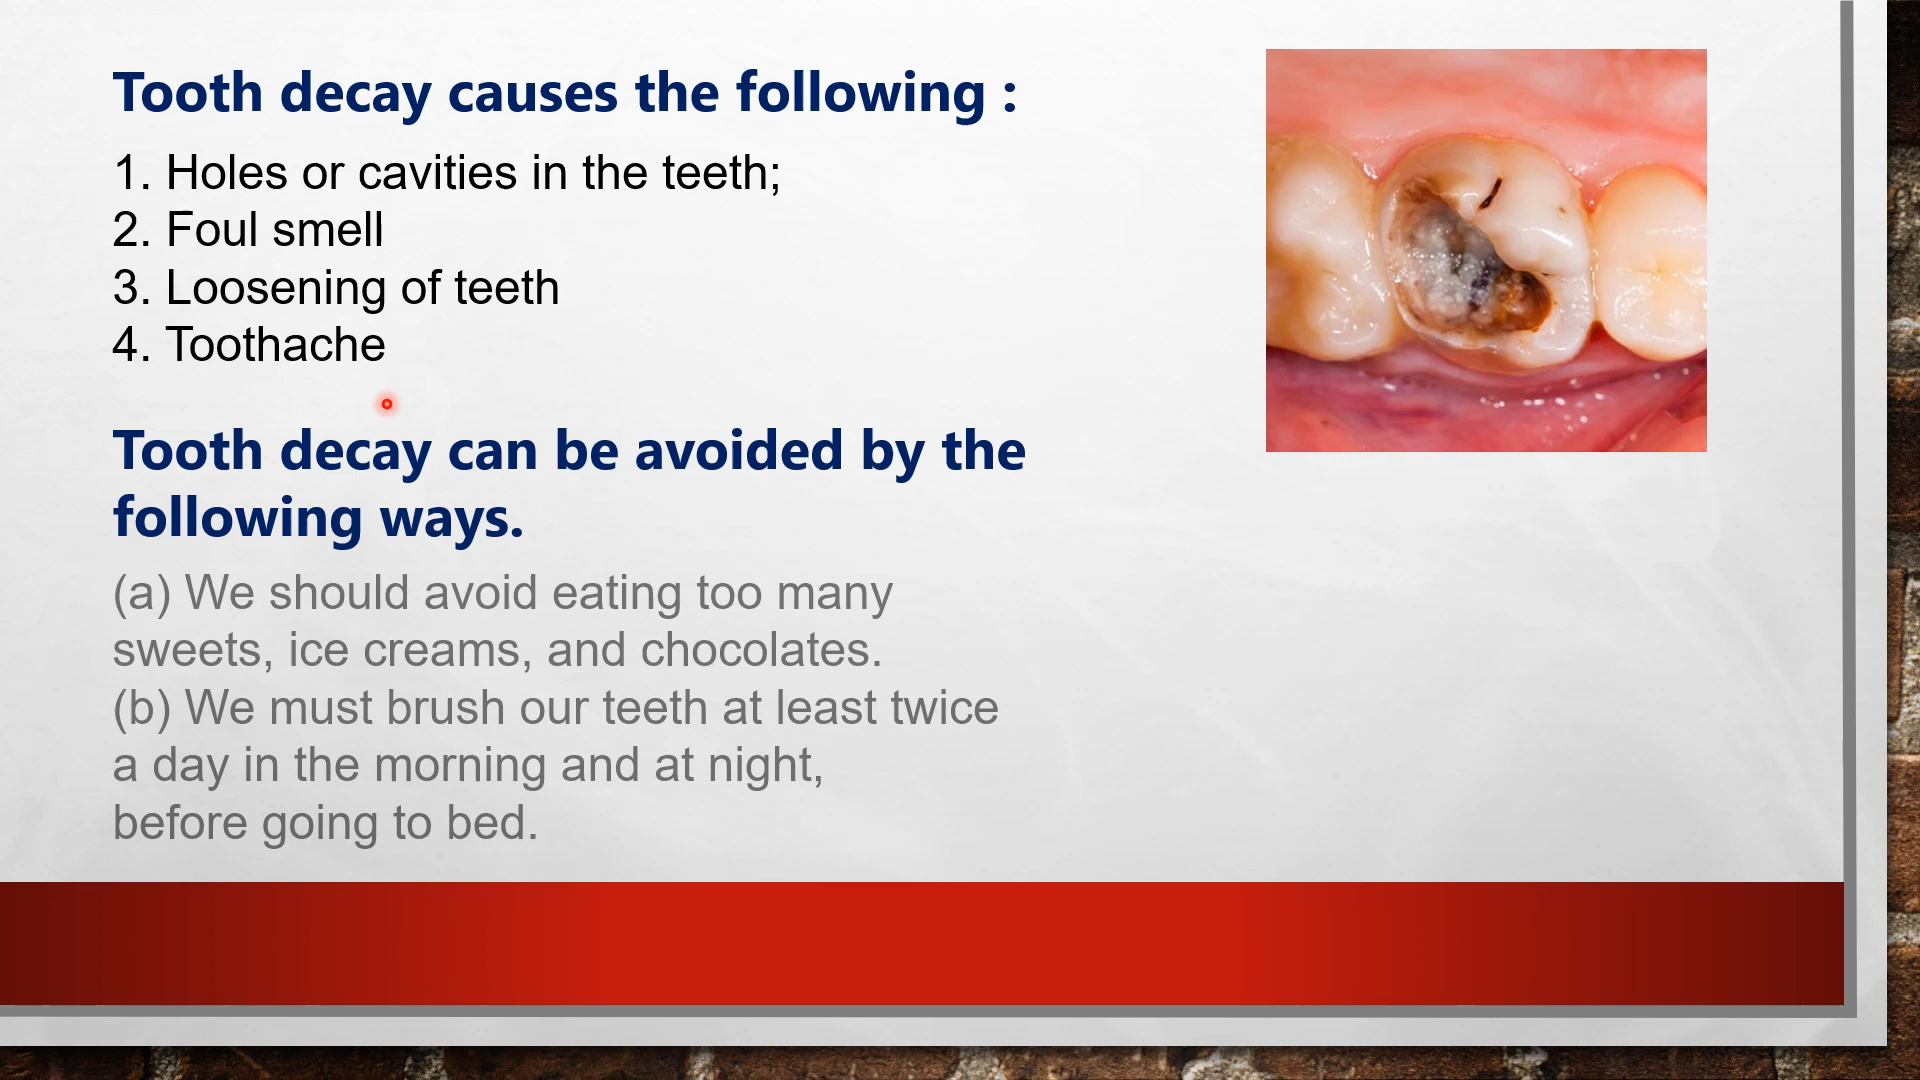 Tooth decay causes the following :
1. Holes or cavities in the teeth;
2. Foul smell
3. Loosening of teeth
4. Toothache
Tooth decay can be avoided by the
following ways.
(a) We should avoid eating too many
sweets, ice creams, and chocolates.
(b) We must brush our teeth at least twice
a day in the morning and at night,
before going to bed.